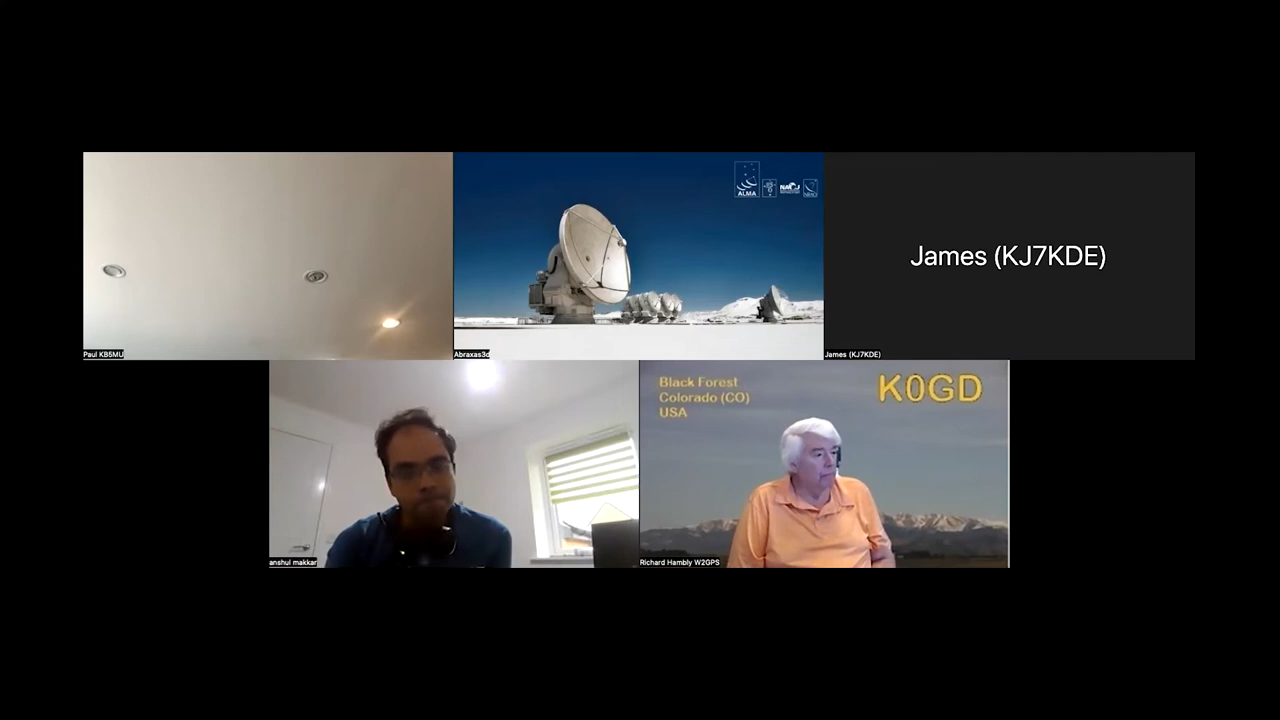 ALMA
Paul KB5MU
Abraxas3d
James (KJ7KDE)
James (KJ7KDE)
Black Forest
Colorado (CO)
USA
K0GD
anshul makkar
Richard Hambly W2GPS